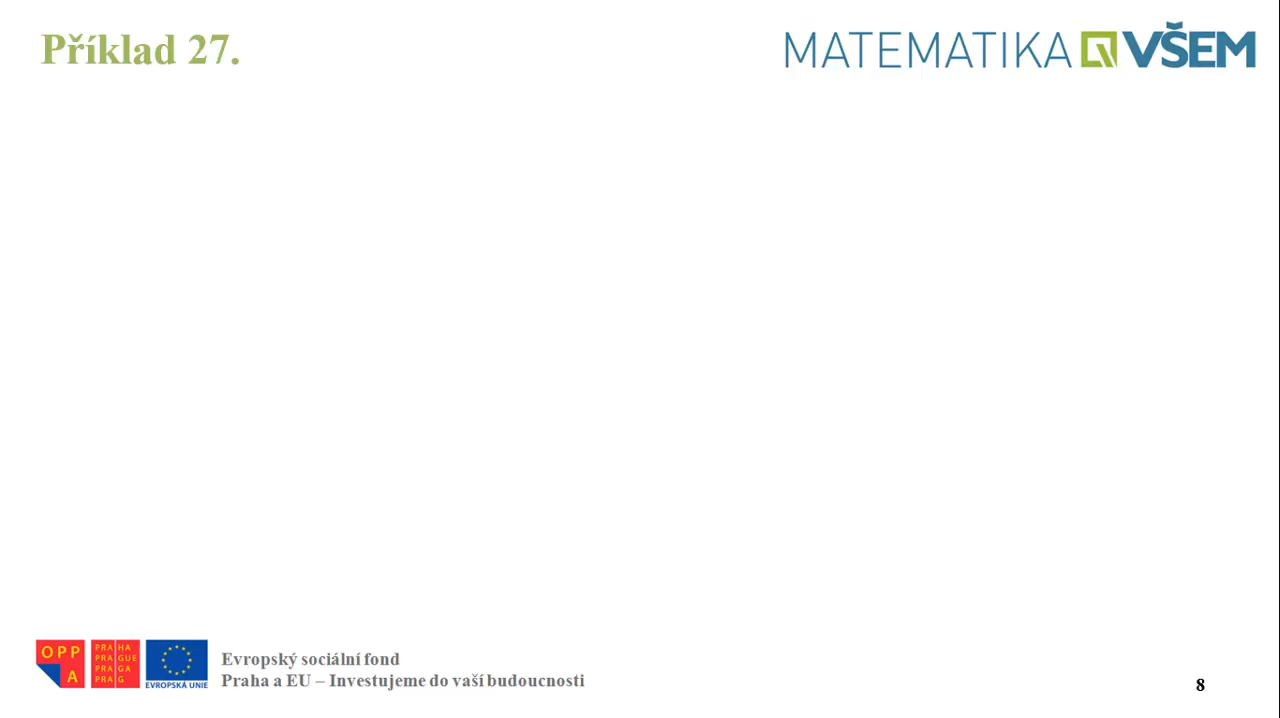 Příklad 27.
MATEMATIKA VŠEM
OPP
A
PRA HA
PRA GUE
PRA GA
PRA G
EVROPSKÁ UNIE
Evropský sociální fond
Praha a EU – Investujeme do vaší budoucnosti
8